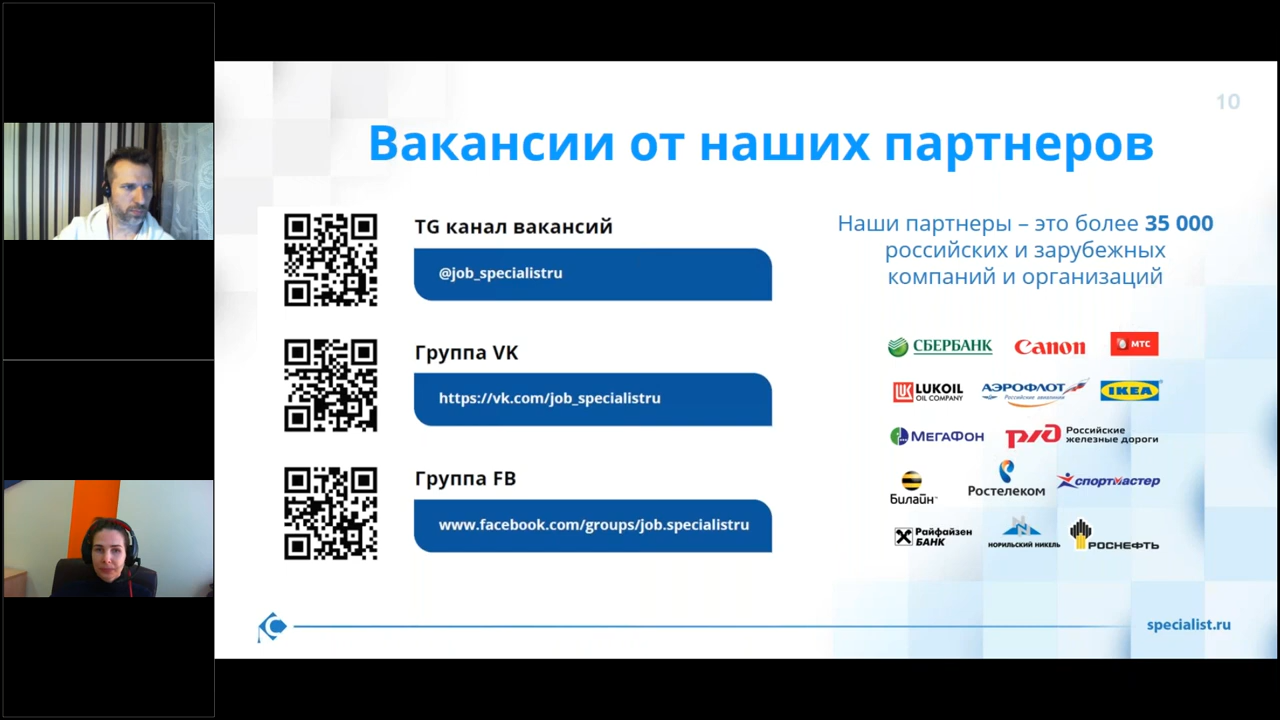 10
Вакансии от наших партнеров
TG канал вакансий
@job_specialistru
Группа VK
https://vk.com/job_specialistru
Группа FB
www.facebook.com/groups/job.specialistru
Наши партнеры – это более 35 000
российских и зарубежных
компаний и организаций
СБЕРБАНК
Canon
МТС
LUKOIL
OIL COMPANY
АЭРОФЛОТ
Российские авиалинии
IKEA
МЕГАФОН
РЖД
Российские
железные дороги
Билайн
Ростелеком
СПОРТМАСТЕР
Райффайзен
БАНК
НОРИЛЬСКИЙ НИКЕЛЬ
РОСНЕФТЬ
specialist.ru